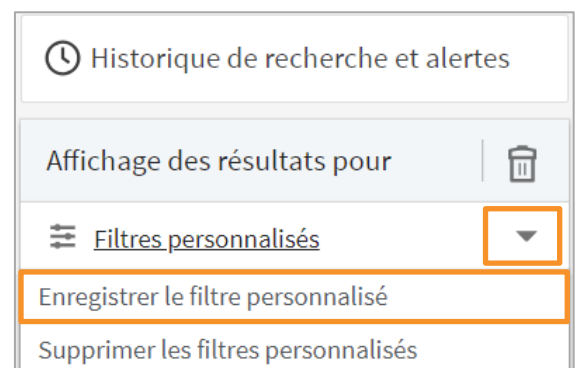 Historique de recherche et alertes
Affichage des résultats pour
Filtres personnalisés
Enregistrer le filtre personnalisé
Supprimer les filtres personnalisés